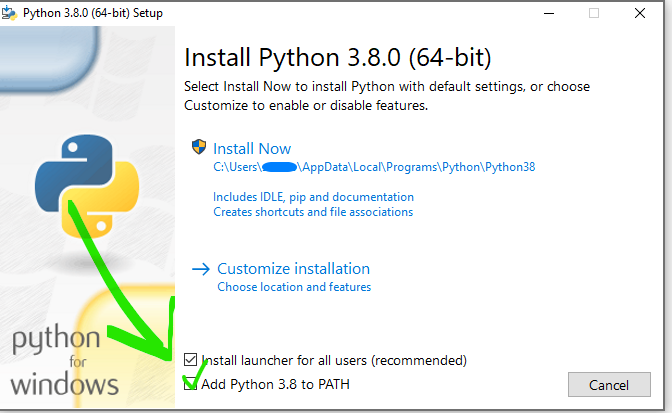 Python 3.8.0 (64-bit) Setup
Install Python 3.8.0 (64-bit)
Select Install Now to install Python with default settings, or choose
Customize to enable or disable features.
Install Now
C:\Users\ \AppData\Local\Programs\Python\Python38
Includes IDLE, pip and documentation
Creates shortcuts and file associations
Customize installation
Choose location and features
python
for
windows
Install launcher for all users (recommended)
Add Python 3.8 to PATH
Cancel